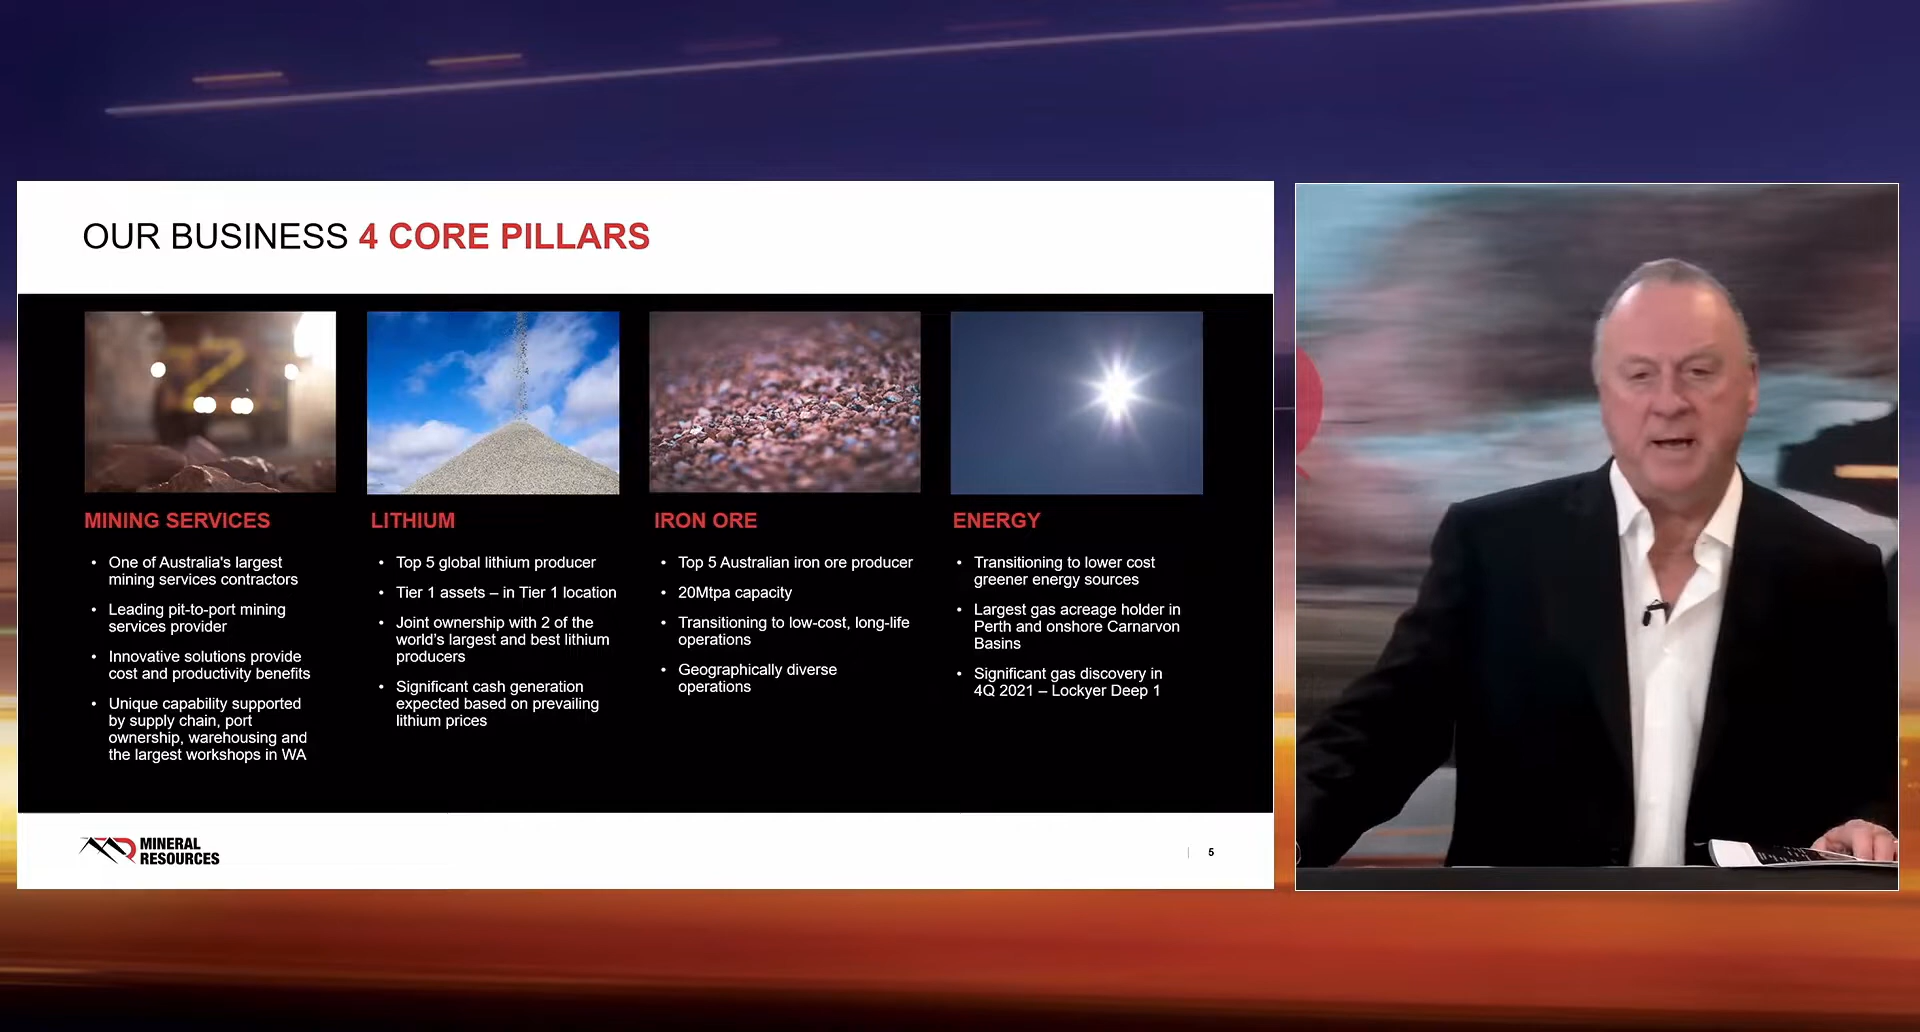 OUR BUSINESS 4 CORE PILLARS
MINING SERVICES
• One of Australia's largest
mining services contractors
• Leading pit-to-port mining
services provider
• Innovative solutions provide
cost and productivity benefits
• Unique capability supported
by supply chain, port
ownership, warehousing and
the largest workshops in WA
LITHIUM
• Top 5 global lithium producer
• Tier 1 assets – in Tier 1 location
• Joint ownership with 2 of the
world's largest and best lithium
producers
• Significant cash generation
expected based on prevailing
lithium prices
IRON ORE
• Top 5 Australian iron ore producer
• 20Mtpa capacity
• Transitioning to low-cost, long-life
operations
• Geographically diverse
operations
ENERGY
• Transitioning to lower cost
greener energy sources
• Largest gas acreage holder in
Perth and onshore Carnarvon
Basins
• Significant gas discovery in
4Q 2021 – Lockyer Deep 1
MINERAL
RESOURCES
5